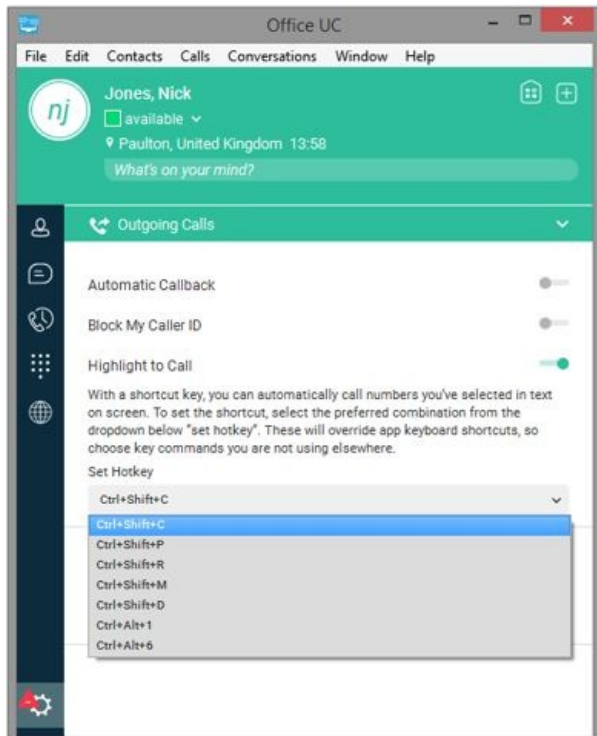 Office UC
File Edit Contacts Calls Conversations Window Help
nj
Jones, Nick
available
Paulton, United Kingdom 13:58
What's on your mind?
Outgoing Calls
Automatic Callback
Block My Caller ID
Highlight to Call
With a shortcut key, you can automatically call numbers you've selected in text
on screen. To set the shortcut, select the preferred combination from the
dropdown below "set hotkey". These will override app keyboard shortcuts, so
choose key commands you are not using elsewhere.
Set Hotkey
Ctrl+Shift+C
Ctrl+Shift+C
Ctrl+Shift+P
Ctrl+Shift+R
Ctrl+Shift+M
Ctrl+Shift+D
Ctrl+Alt+1
Ctrl+Alt+6